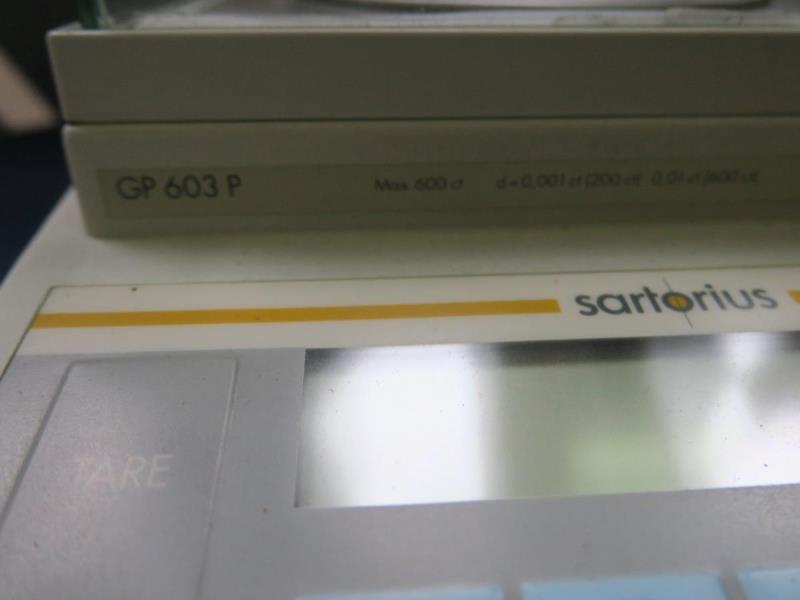 GP 603 P Max 600 ct d = 0,001 ct (200 ct) 0,01 ct (600 ct)
sartorius
TARE